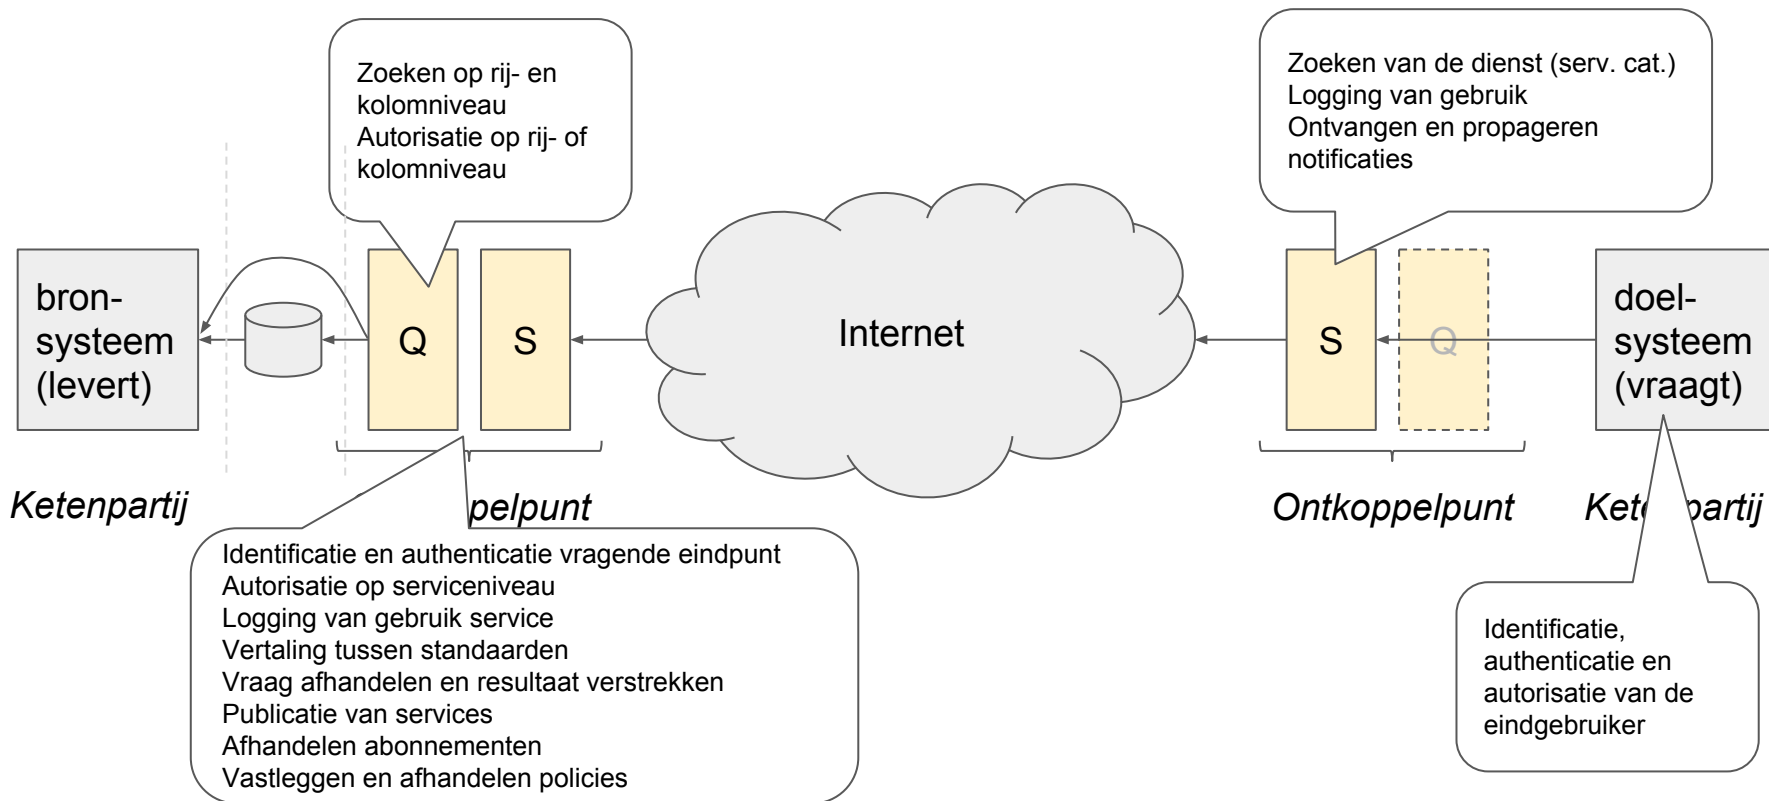 Zoeken op rij- en
kolomniveau
Autorisatie op rij- of
kolomniveau
Zoeken van de dienst (serv. cat.)
Logging van gebruik
Ontvangen en propageren
notificaties
bron-
systeem
(levert)
Q
S
Internet
S
Q
doel-
systeem
(vraagt)
Ketenpartij
pelpunt
Ontkoppelpunt
Ketenpartij
Identificatie en authenticatie vragende eindpunt
Autorisatie op serviceniveau
Logging van gebruik service
Vertaling tussen standaarden
Vraag afhandelen en resultaat verstrekken
Publicatie van services
Afhandelen abonnementen
Vastleggen en afhandelen policies
Identificatie,
authenticatie en
autorisatie van de
eindgebruiker